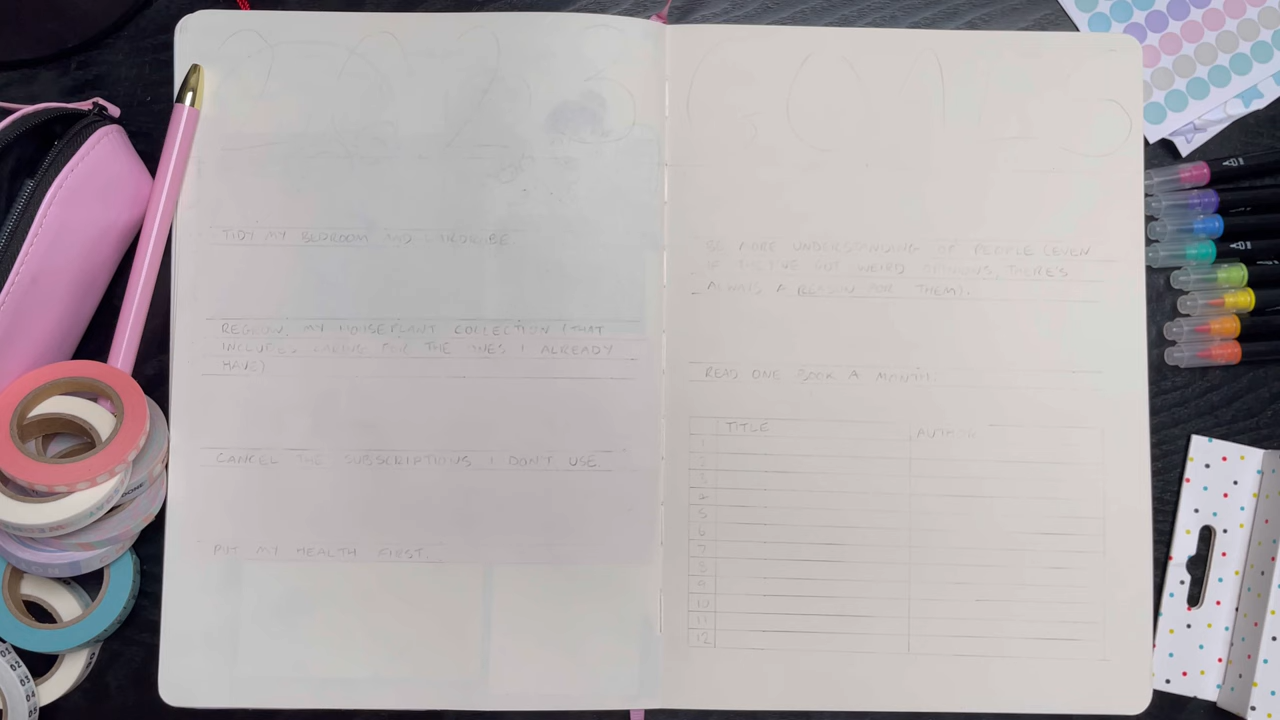 2023 GOALS
TIDY MY BEDROOM AND WARDROBE
REGROW MY HOUSEPLANT COLLECTION (THAT
INCLUDES CARING FOR THE ONES I ALREADY
HAVE)
CANCEL THE SUBSCRIPTIONS I DON'T USE.
PUT MY HEALTH FIRST.
BE MORE UNDERSTANDING OF PEOPLE (EVEN
IF THEY'VE GOT WEIRD OPINIONS, THERE'S
ALWAYS A REASON FOR THEM).
READ ONE BOOK A MONTH.
TITLE AUTHOR
1
2
3
4
5
6
7
8
9
10
11
12